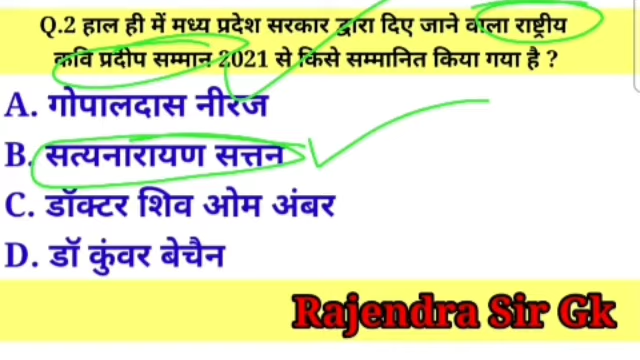 Q.2 हाल ही में मध्य प्रदेश सरकार द्वारा दिए जाने वाला राष्ट्रीय
कवि प्रदीप सम्मान 2021 से किसे सम्मानित किया गया है ?
A. गोपालदास नीरज
B. सत्यनारायण सत्तन
C. डॉक्टर शिव ओम अंबर
D. डॉ कुंवर बेचैन
Rajendra Sir Gk